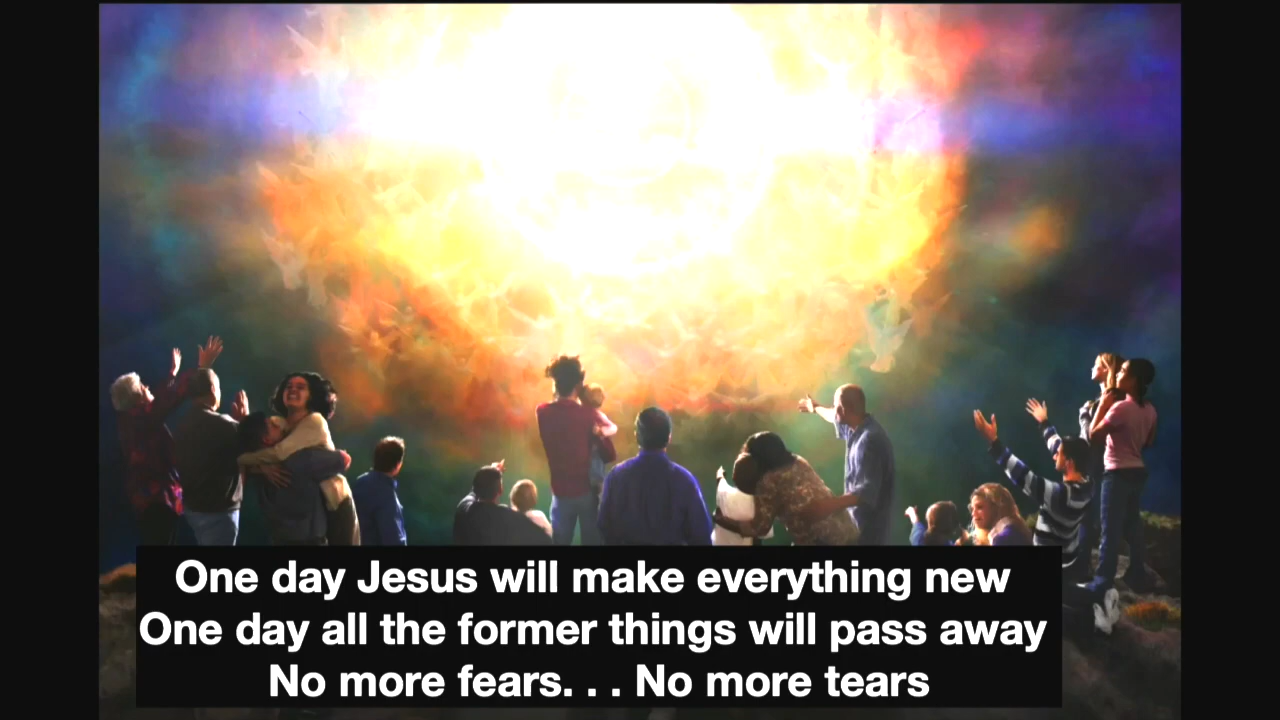 One day Jesus will make everything new
One day all the former things will pass away
No more fears. . . No more tears